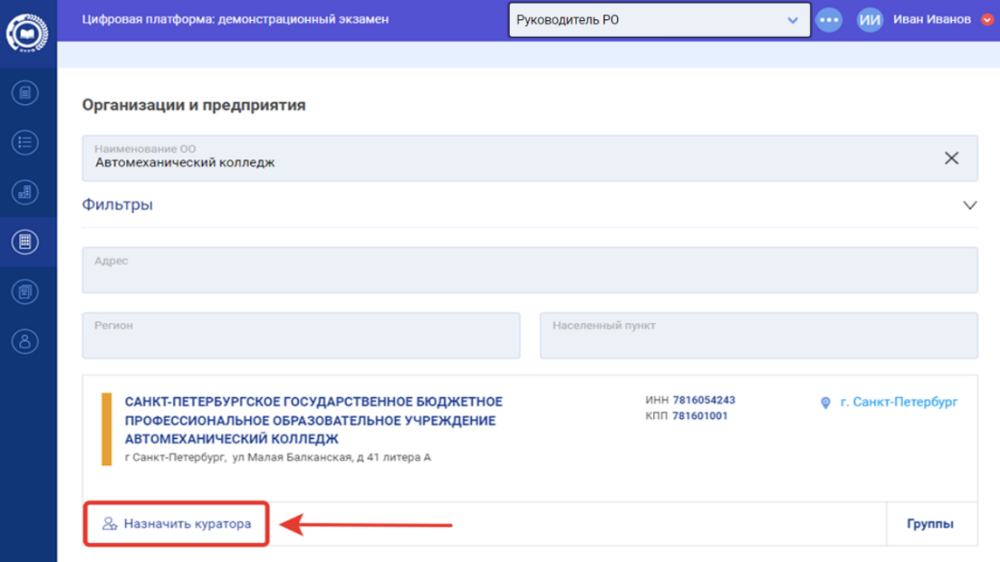 Цифровая платформа: демонстрационный экзамен
Руководитель РО
ИИ
Иван Иванов
Организации и предприятия
Наименование ОО
Автомеханический колледж
Фильтры
Адрес
Регион
Населенный пункт
САНКТ-ПЕТЕРБУРГСКОЕ ГОСУДАРСТВЕННОЕ БЮДЖЕТНОЕ
ПРОФЕССИОНАЛЬНОЕ ОБРАЗОВАТЕЛЬНОЕ УЧРЕЖДЕНИЕ
АВТОМЕХАНИЧЕСКИЙ КОЛЛЕДЖ
г Санкт-Петербург, ул Малая Балканская, д 41 литера А
ИНН 7816054243
КПП 781601001
г. Санкт-Петербург
Назначить куратора
Группы